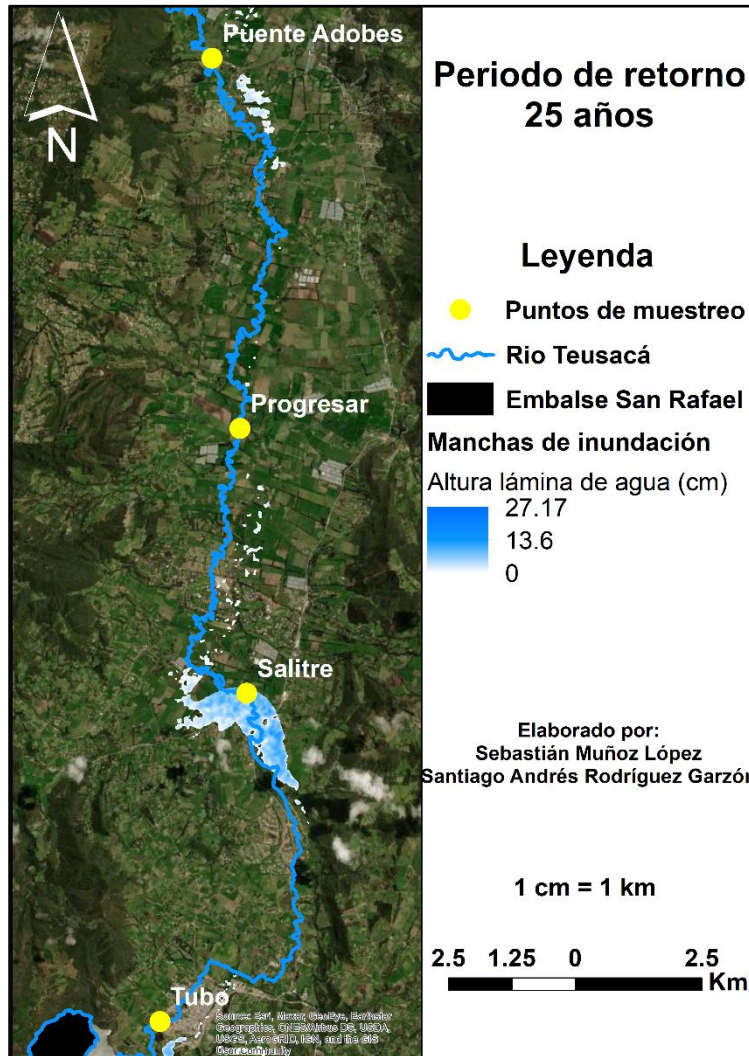 Puente Adobes
N
Progresar
Salitre
Tubo
Source: Esri, Maxar, GeoEye, Earthstar
Geographics, CNES/Airbus DS, USDA,
USGS, AeroGRID, IGN, and the GIS
User Community
Periodo de retorno
25 años
Leyenda
Puntos de muestreo
Rio Teusacá
Embalse San Rafael
Manchas de inundación
Altura lámina de agua (cm)
27.17
13.6
0
Elaborado por:
Sebastián Muñoz López
Santiago Andrés Rodríguez Garzón
1 cm = 1 km
2.5 1.25 0 2.5
Km